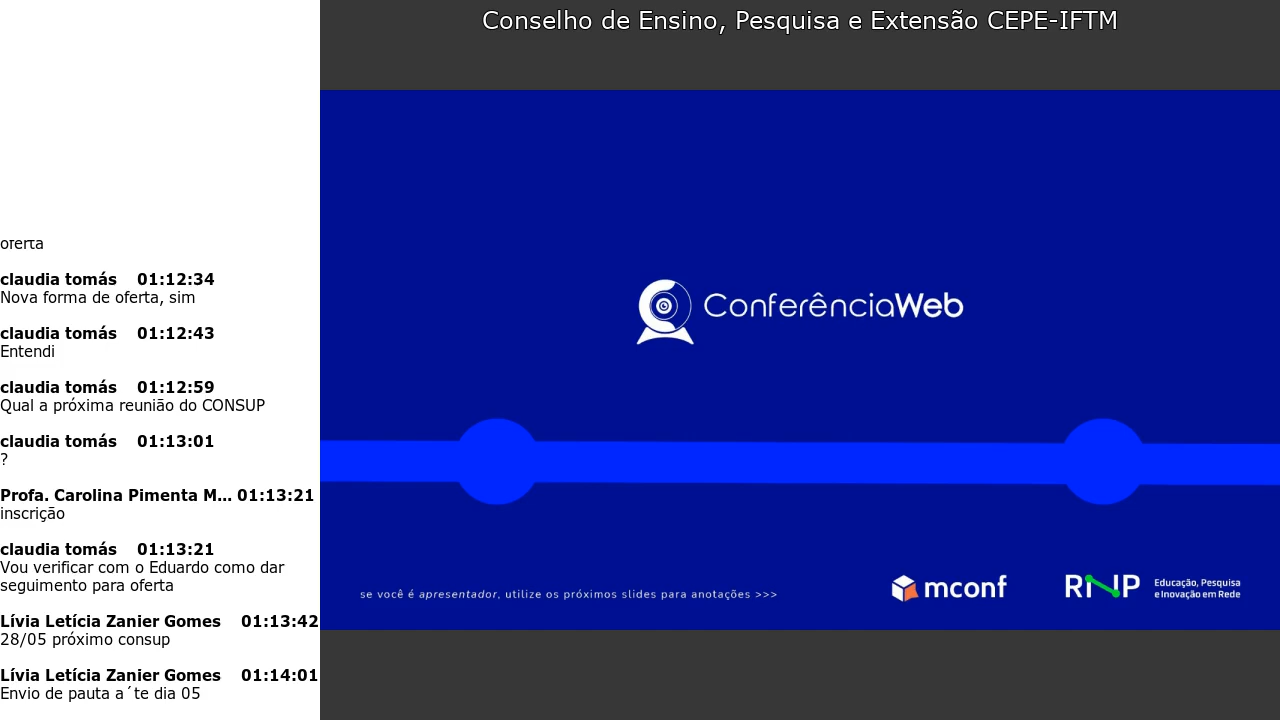 Conselho de Ensino, Pesquisa e Extensão CEPE-IFTM
oferta
claudia tomás 01:12:34
Nova forma de oferta, sim
claudia tomás 01:12:43
Entendi
claudia tomás 01:12:59
Qual a próxima reunião do CONSUP
claudia tomás 01:13:01
?
Profa. Carolina Pimenta M... 01:13:21
inscrição
claudia tomás 01:13:21
Vou verificar com o Eduardo como dar
seguimento para oferta
Lívia Letícia Zanier Gomes 01:13:42
28/05 próximo consup
Lívia Letícia Zanier Gomes 01:14:01
Envio de pauta a´te dia 05
ConferênciaWeb
se você é apresentador, utilize os próximos slides para anotações >>>
mconf
RNP
Educação, Pesquisa
e Inovação em Rede